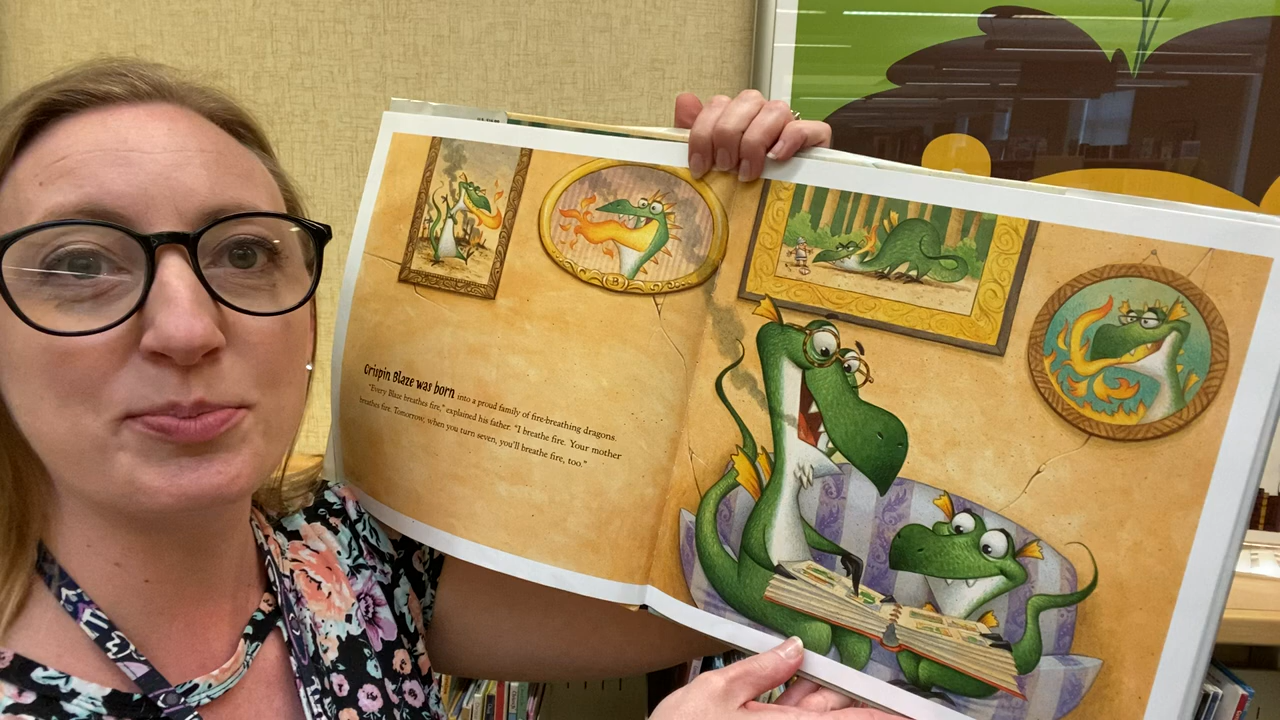 Crispin Blaze was born into a proud family of fire-breathing dragons.
"Every Blaze breathes fire," explained his father. "I breathe fire. Your mother
breathes fire. Tomorrow, when you turn seven, you'll breathe fire, too."